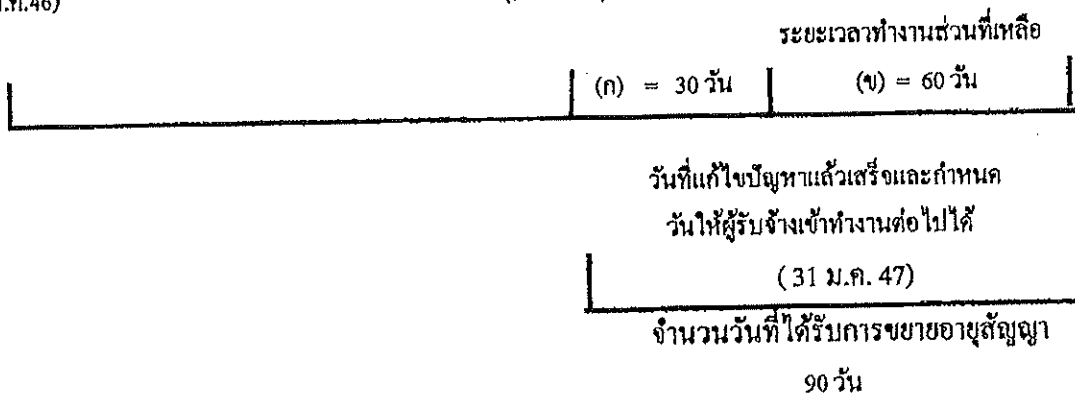 ระยะเวลาทำงานส่วนที่เหลือ
(ก) = 30 วัน (ข) = 60 วัน
วันที่แก้ไขปัญหาแล้วเสร็จและกำหนด
วันให้ผู้รับจ้างเข้าทำงานต่อไปได้
( 31 ม.ค. 47)
จำนวนวันที่ได้รับการขยายอายุสัญญา
90 วัน